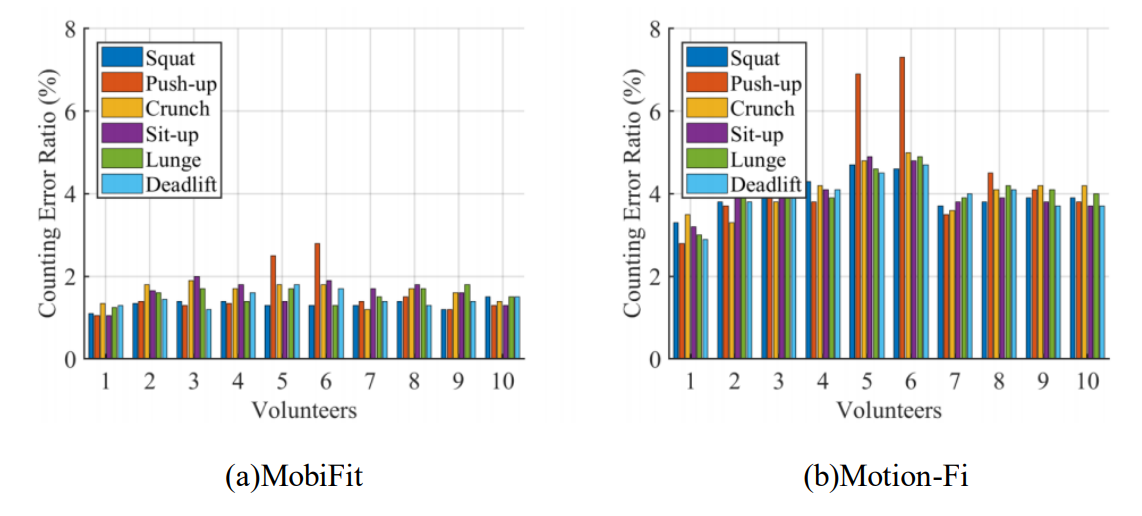 8
6
4
2
0
Counting Error Ratio (%)
Squat
Push-up
Crunch
Sit-up
Lunge
Deadlift
1 2 3 4 5 6 7 8 9 10
Volunteers
(a)MobiFit
8
6
4
2
0
Counting Error Ratio (%)
Squat
Push-up
Crunch
Sit-up
Lunge
Deadlift
1 2 3 4 5 6 7 8 9 10
Volunteers
(b)Motion-Fi